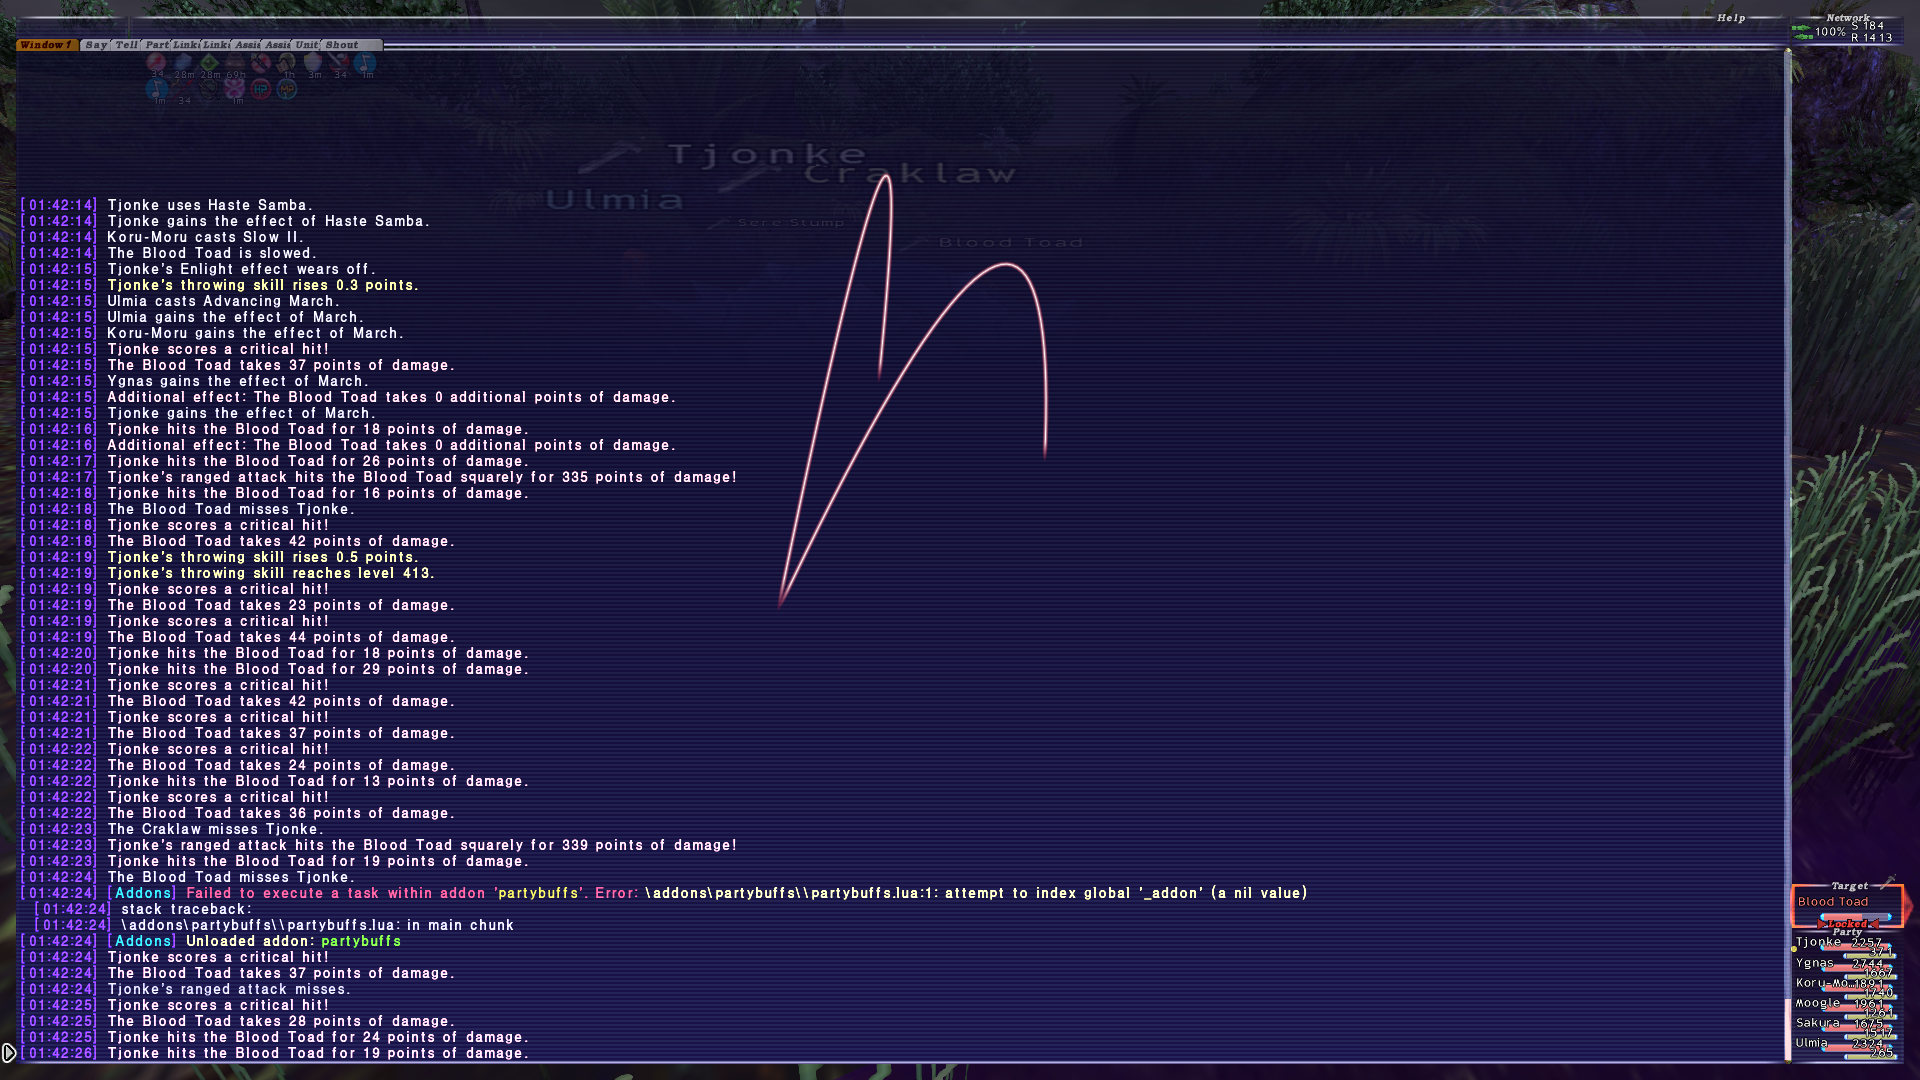 Help
Network
100% S 184
R 1413
Window 1 Say Tell Part Link Link Assi Assi Unit Shout
34 28m 28m 69h 1h 3m 34 1m
1m 34 1m HP MP
Tjonke
Craklaw
Ulmia
Sere Stump
Blood Toad
[01:42:14] Tjonke uses Haste Samba.
[01:42:14] Tjonke gains the effect of Haste Samba.
[01:42:14] Koru-Moru casts Slow II.
[01:42:14] The Blood Toad is slowed.
[01:42:15] Tjonke's Enlight effect wears off.
[01:42:15] Tjonke's throwing skill rises 0.3 points.
[01:42:15] Ulmia casts Advancing March.
[01:42:15] Ulmia gains the effect of March.
[01:42:15] Koru-Moru gains the effect of March.
[01:42:15] Tjonke scores a critical hit!
[01:42:15] The Blood Toad takes 37 points of damage.
[01:42:15] Ygnas gains the effect of March.
[01:42:15] Additional effect: The Blood Toad takes 0 additional points of damage.
[01:42:15] Tjonke gains the effect of March.
[01:42:16] Tjonke hits the Blood Toad for 18 points of damage.
[01:42:16] Additional effect: The Blood Toad takes 0 additional points of damage.
[01:42:17] Tjonke hits the Blood Toad for 26 points of damage.
[01:42:17] Tjonke's ranged attack hits the Blood Toad squarely for 335 points of damage!
[01:42:18] Tjonke hits the Blood Toad for 16 points of damage.
[01:42:18] The Blood Toad misses Tjonke.
[01:42:18] Tjonke scores a critical hit!
[01:42:18] The Blood Toad takes 42 points of damage.
[01:42:19] Tjonke's throwing skill rises 0.5 points.
[01:42:19] Tjonke's throwing skill reaches level 413.
[01:42:19] Tjonke scores a critical hit!
[01:42:19] The Blood Toad takes 23 points of damage.
[01:42:19] Tjonke scores a critical hit!
[01:42:19] The Blood Toad takes 44 points of damage.
[01:42:20] Tjonke hits the Blood Toad for 18 points of damage.
[01:42:20] Tjonke hits the Blood Toad for 29 points of damage.
[01:42:21] Tjonke scores a critical hit!
[01:42:21] The Blood Toad takes 42 points of damage.
[01:42:21] Tjonke scores a critical hit!
[01:42:21] The Blood Toad takes 37 points of damage.
[01:42:22] Tjonke scores a critical hit!
[01:42:22] The Blood Toad takes 24 points of damage.
[01:42:22] Tjonke hits the Blood Toad for 13 points of damage.
[01:42:22] Tjonke scores a critical hit!
[01:42:22] The Blood Toad takes 36 points of damage.
[01:42:23] The Craklaw misses Tjonke.
[01:42:23] Tjonke's ranged attack hits the Blood Toad squarely for 339 points of damage!
[01:42:23] Tjonke hits the Blood Toad for 19 points of damage.
[01:42:24] The Blood Toad misses Tjonke.
[01:42:24] [Addons] Failed to execute a task within addon 'partybuffs'. Error: \addons\partybuffs\\partybuffs.lua:1: attempt to index global '_addon' (a nil value)
[01:42:24] stack traceback:
[01:42:24] \addons\partybuffs\\partybuffs.lua: in main chunk
[01:42:24] [Addons] Unloaded addon: partybuffs
[01:42:24] Tjonke scores a critical hit!
[01:42:24] The Blood Toad takes 37 points of damage.
[01:42:24] Tjonke's ranged attack misses.
[01:42:25] Tjonke scores a critical hit!
[01:42:25] The Blood Toad takes 28 points of damage.
[01:42:25] Tjonke hits the Blood Toad for 24 points of damage.
[01:42:26] Tjonke hits the Blood Toad for 19 points of damage.
Target
Blood Toad
Locked
Party
Tjonke 2257
371
Ygnas 2744
1667
Koru-Mo… 1891
1740
Moogle 1961
1261
Sakura 1675
1517
Ulmia 2324
265